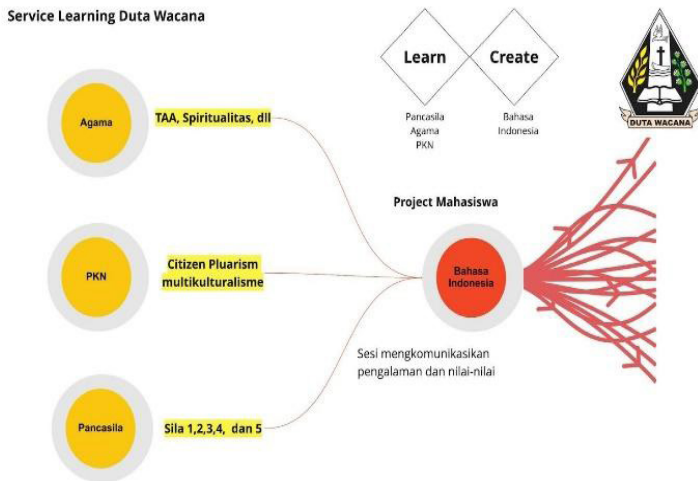 Service Learning Duta Wacana
Learn
Create
Pancasila
Agama
PKN
Bahasa
Indonesia
DUTA WACANA
Agama
TAA, Spiritualitas, dll
Project Mahasiswa
PKN
Citizen Pluarism
multikulturalisme
Bahasa
Indonesia
Sesi mengkomunikasikan
pengalaman dan nilai-nilai
Pancasila
Sila 1,2,3,4, dan 5